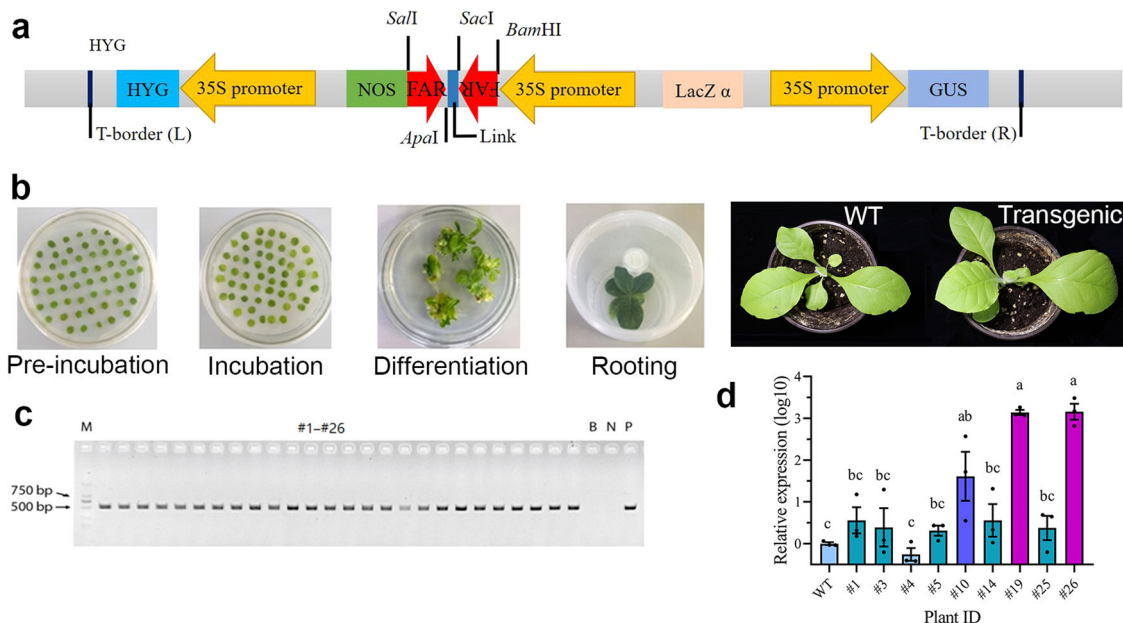 a
HYG
SalI
SacI
BamHI
HYG
35S promoter
NOS
FAR
FAR
35S promoter
LacZ α
35S promoter
GUS
T-border (L)
ApaI
Link
T-border (R)
b
WT
Transgenic
Pre-incubation
Incubation
Differentiation
Rooting
c
M
#1–#26
B
N
P
750 bp
500 bp
d
Relative expression (log10)
4
3
2
1
0
c
bc
bc
c
bc
ab
bc
a
bc
a
WT
#1
#3
#4
#5
#10
#14
#19
#25
#26
Plant ID